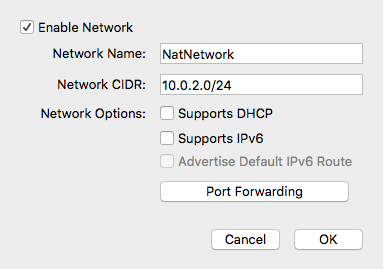 Enable Network
Network Name: NatNetwork
Network CIDR: 10.0.2.0/24
Network Options: Supports DHCP
Supports IPv6
Advertise Default IPv6 Route
Port Forwarding
Cancel OK